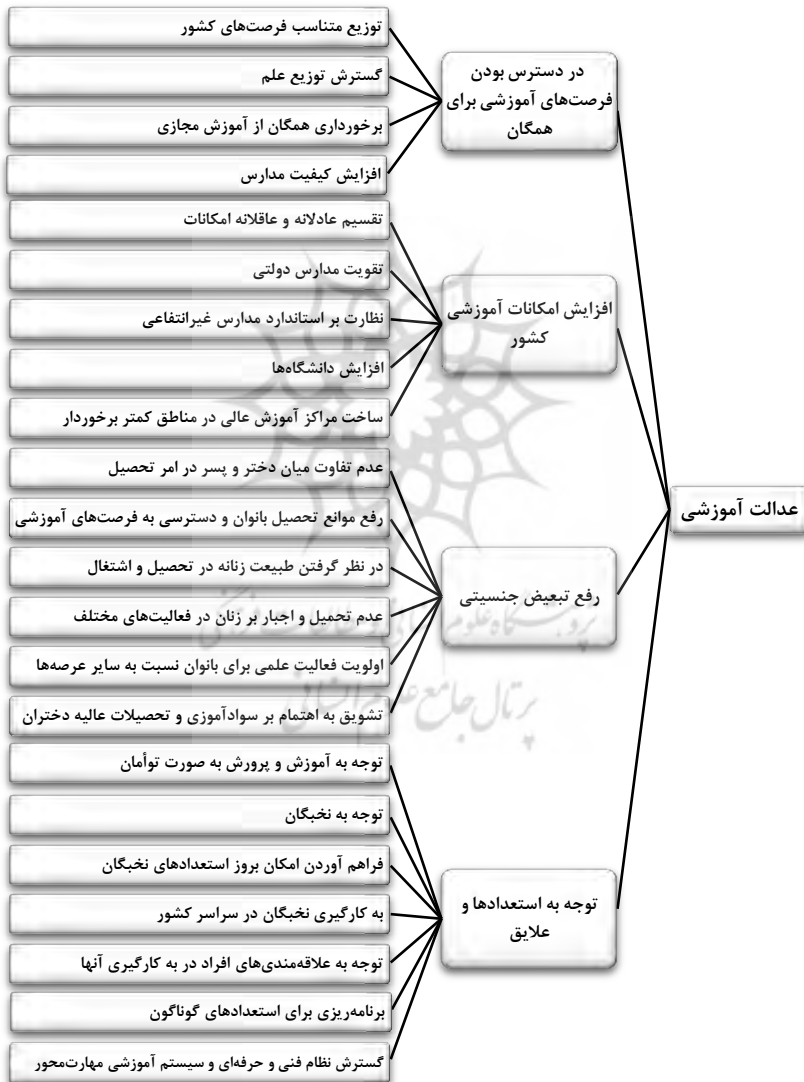 عدالت آموزشی
در دسترس بودن
فرصت‌های آموزشی برای
همگان
توزیع متناسب فرصت‌های کشور
گسترش توزیع علم
برخورداری همگان از آموزش مجازی
افزایش کیفیت مدارس
افزایش امکانات آموزشی
کشور
تقسیم عادلانه و عاقلانه امکانات
تقویت مدارس دولتی
نظارت بر استاندارد مدارس غیرانتفاعی
افزایش دانشگاه‌ها
ساخت مراکز آموزش عالی در مناطق کمتر برخوردار
رفع تبعیض جنسیتی
عدم تفاوت میان دختر و پسر در امر تحصیل
رفع موانع تحصیل بانوان و دسترسی به فرصت‌های آموزشی
در نظر گرفتن طبیعت زنانه در تحصیل و اشتغال
عدم تحمیل و اجبار بر زنان در فعالیت‌های مختلف
اولویت فعالیت علمی برای بانوان نسبت به سایر عرصه‌ها
تشویق به اهتمام بر سوادآموزی و تحصیلات عالیه دختران
توجه به استعدادها و
علایق
توجه به آموزش و پرورش به صورت توأمان
توجه به نخبگان
فراهم آوردن امکان بروز استعدادهای نخبگان
به کارگیری نخبگان در سراسر کشور
توجه به علاقه‌مندی‌های افراد در به کارگیری آنها
برنامه‌ریزی برای استعدادهای گوناگون
گسترش نظام فنی و حرفه‌ای و سیستم آموزشی مهارت‌محور
پرتال جامع علوم انسانی